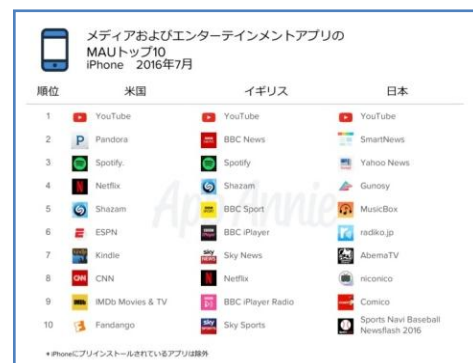 メディアおよびエンターテインメントアプリの
MAUトップ10
iPhone 2016年7月
順位 米国 イギリス 日本
1 YouTube YouTube YouTube
2 Pandora BBC News SmartNews
3 Spotify. Spotify Yahoo News
4 Netflix Shazam Gunosy
5 Shazam BBC Sport MusicBox
6 ESPN BBC iPlayer radiko.jp
7 Kindle Sky News AbemaTV
8 CNN Netflix niconico
9 IMDb Movies & TV BBC iPlayer Radio Comico
10 Fandango Sky Sports Sports Navi Baseball
Newsflash 2016
App Annie
* iPhoneにプリインストールされているアプリは除外